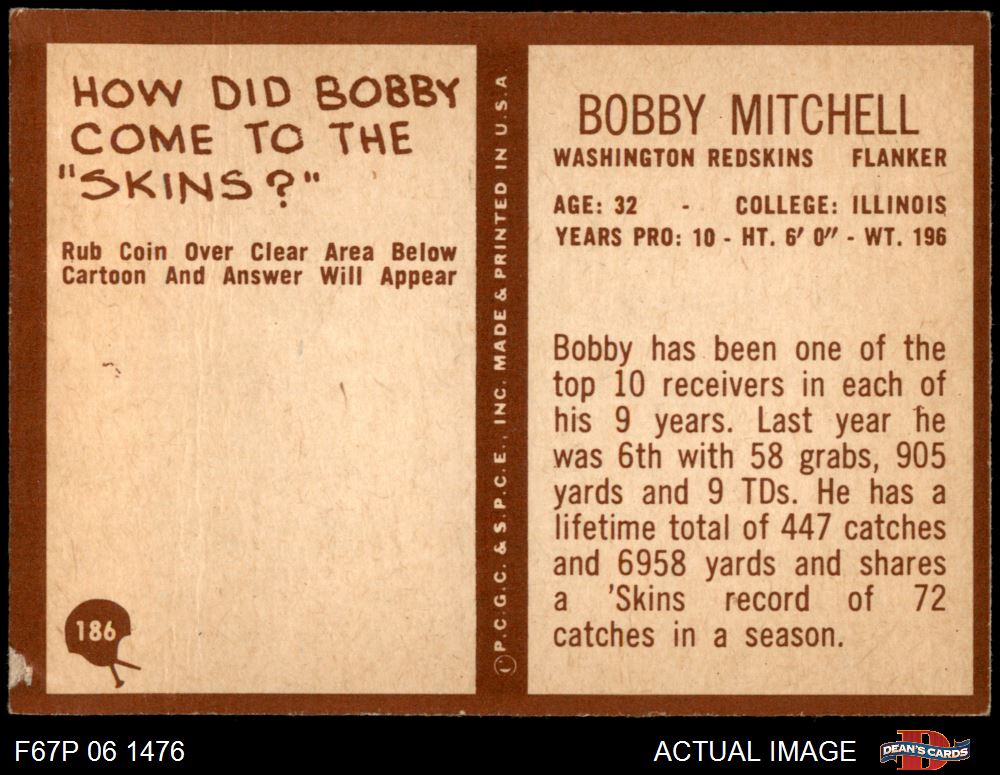 HOW DID BOBBY
COME TO THE
"SKINS?"
Rub Coin Over Clear Area Below
Cartoon And Answer Will Appear
186
©P.C.G.C. & S.P.C.E., INC. MADE & PRINTED IN U.S.A.
BOBBY MITCHELL
WASHINGTON REDSKINS FLANKER
AGE: 32 - COLLEGE: ILLINOIS
YEARS PRO: 10 - HT. 6' 0" - WT. 196
Bobby has been one of the
top 10 receivers in each of
his 9 years. Last year he
was 6th with 58 grabs, 905
yards and 9 TDs. He has a
lifetime total of 447 catches
and 6958 yards and shares
a 'Skins record of 72
catches in a season.
F67P 06 1476
ACTUAL IMAGE
D
DEAN'S CARDS